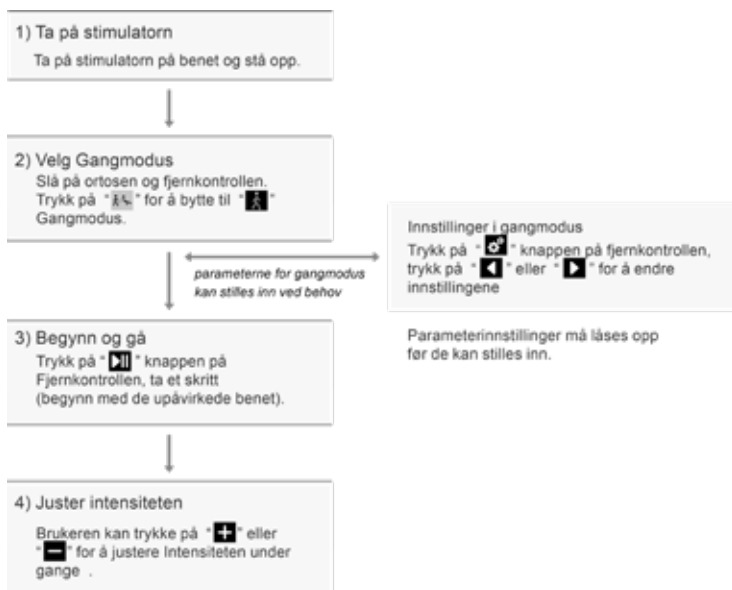 1) Ta på stimulatorn
Ta på stimulatorn på benet og stå opp.
2) Velg Gangmodus
Slå på ortosen og fjernkontrollen.
Trykk på " " for å bytte til " "
Gangmodus.
parameterne for gangmodus
kan stilles inn ved behov
Innstillinger i gangmodus
Trykk på " " knappen på fjernkontrollen,
trykk på " " eller " " for å endre
innstillingene
Parameterinnstillinger må låses opp
før de kan stilles inn.
3) Begynn og gå
Trykk på " " knappen på
Fjernkontrollen, ta et skritt
(begynn med de upåvirkede benet).
4) Juster intensiteten
Brukeren kan trykke på "+" eller
"−" for å justere Intensiteten under
gange .